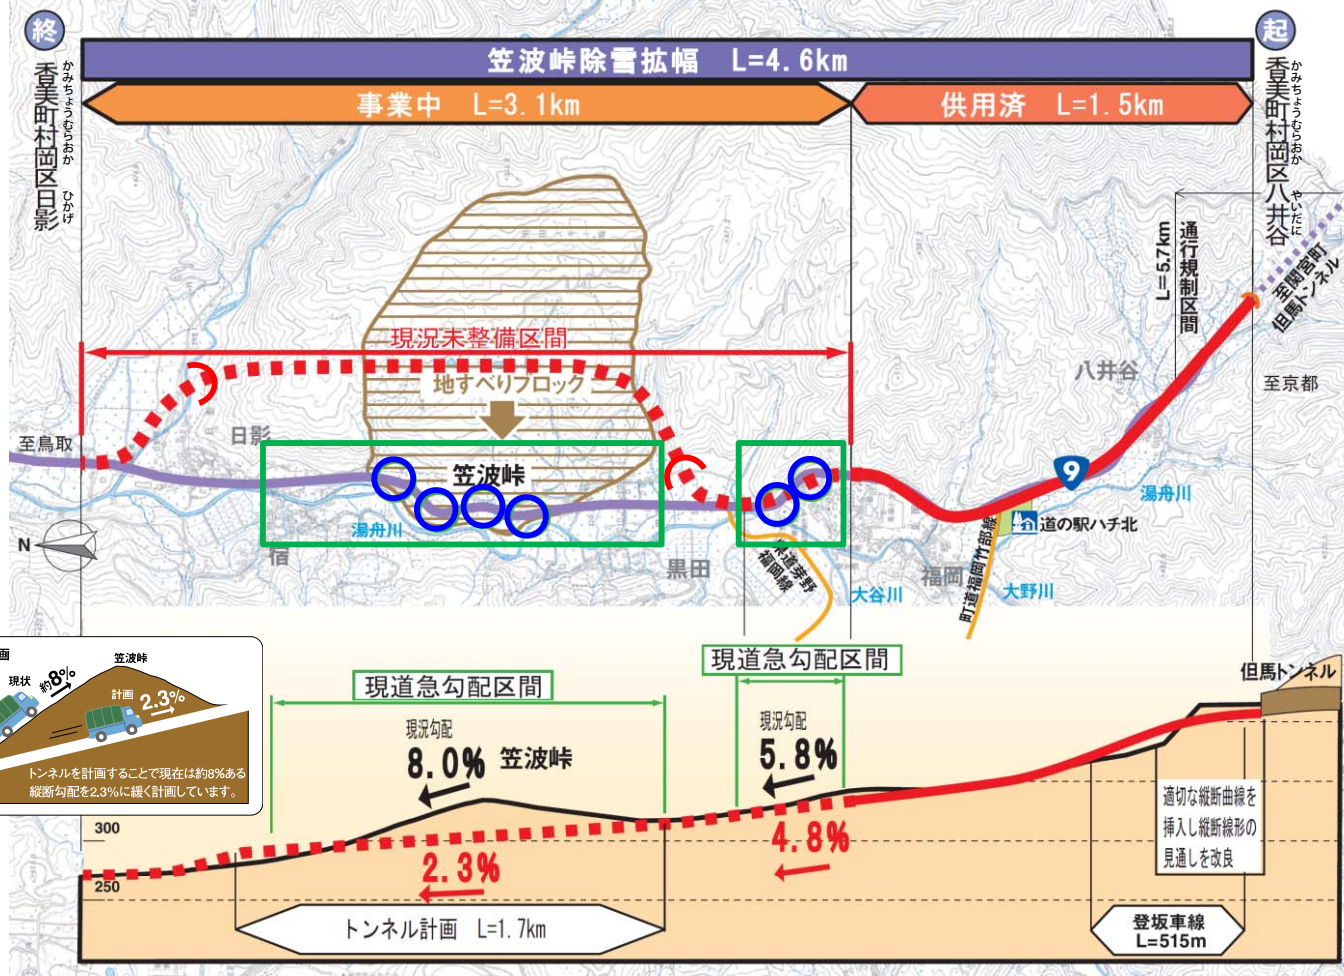 終
起
笠波峠除雪拡幅 L=4.6km
事業中 L=3.1km
供用済 L=1.5km
香美町村岡区日影
かみちょうむらおか ひかげ
香美町村岡区八井谷
かみちょうむらおか やいだに
通行規制区間
L=5.7km
至関宮町
但馬トンネル
現況未整備区間
地すべりブロック
八井谷
至京都
日影
至鳥取
笠波峠
9
湯舟川
湯舟川
道の駅ハチ北
N
宿
黒田
県道芽野
福岡線
福岡
町道福岡竹部線
大谷川
大野川
現道急勾配区間
現道急勾配区間
但馬トンネル
画
笠波峠
現状
約8%
計画
2.3%
トンネルを計画することで現在は約8%ある
縦断勾配を2.3%に緩く計画しています。
現況勾配
8.0%
笠波峠
現況勾配
5.8%
適切な縦断曲線を
挿入し縦断線形の
見通しを改良
300
2.3%
4.8%
250
トンネル計画 L=1.7km
登坂車線
L=515m